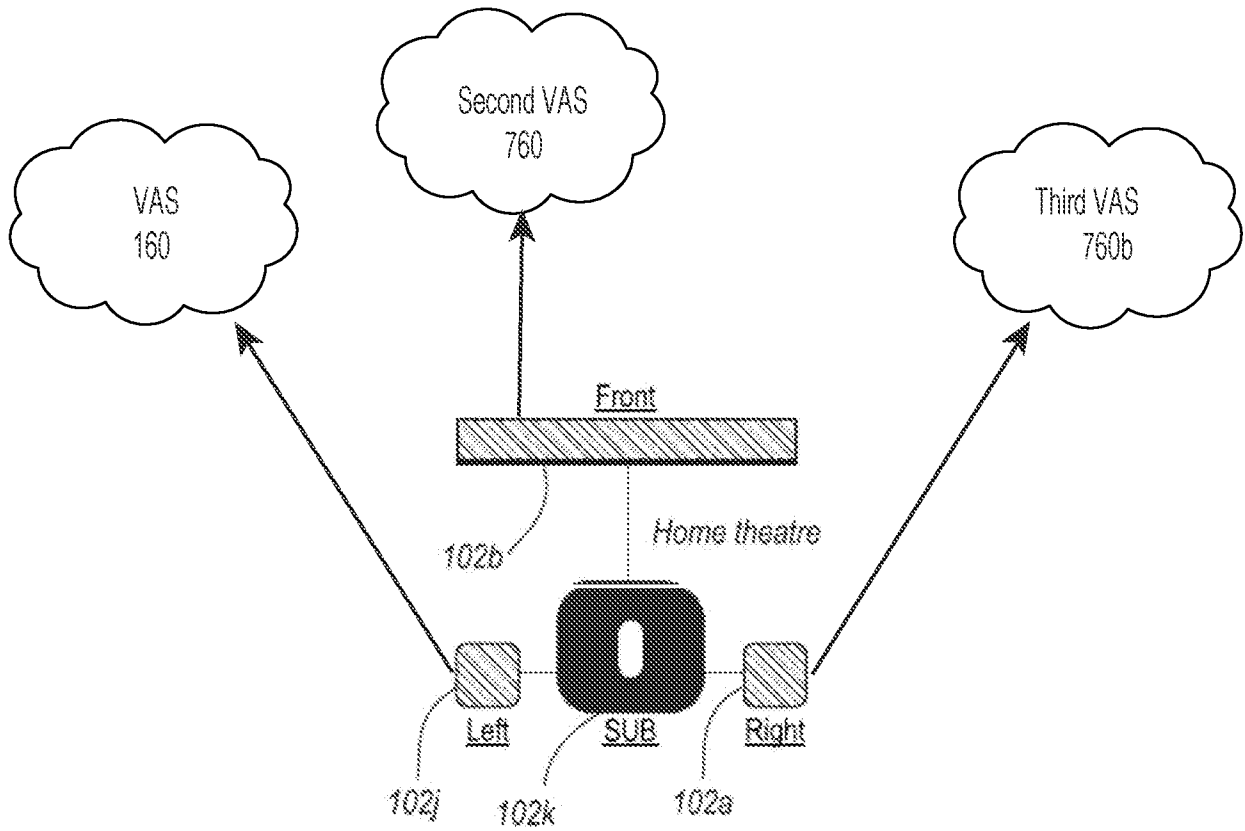 Second VAS
760
VAS
160
Third VAS
760b
Front
Home theatre
102b
Left
SUB
Right
102j
102k
102a